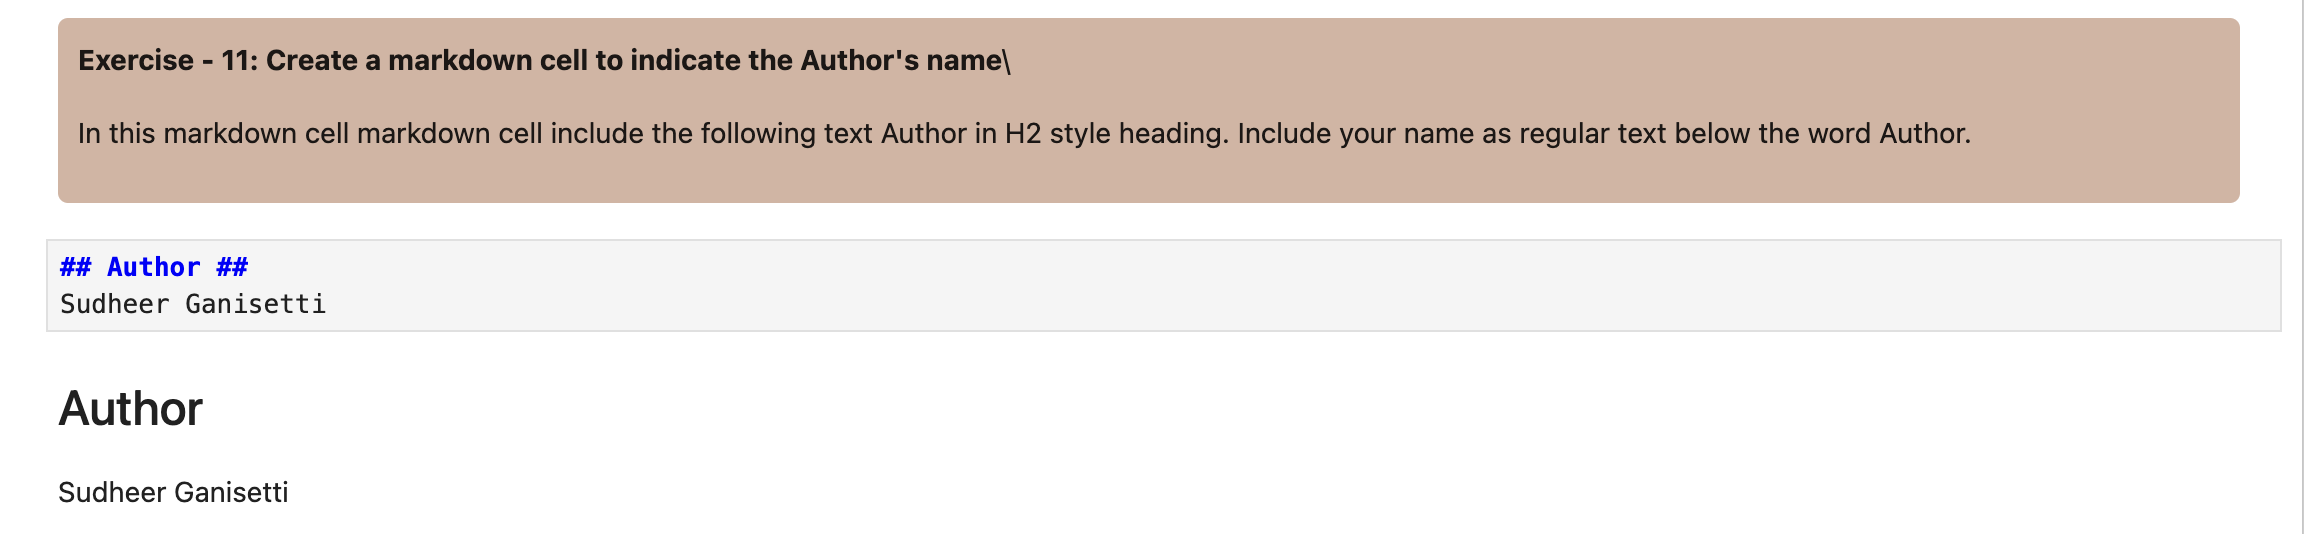 Exercise - 11: Create a markdown cell to indicate the Author's name\
In this markdown cell markdown cell include the following text Author in H2 style heading. Include your name as regular text below the word Author.
## Author ##
Sudheer Ganisetti
Author
Sudheer Ganisetti